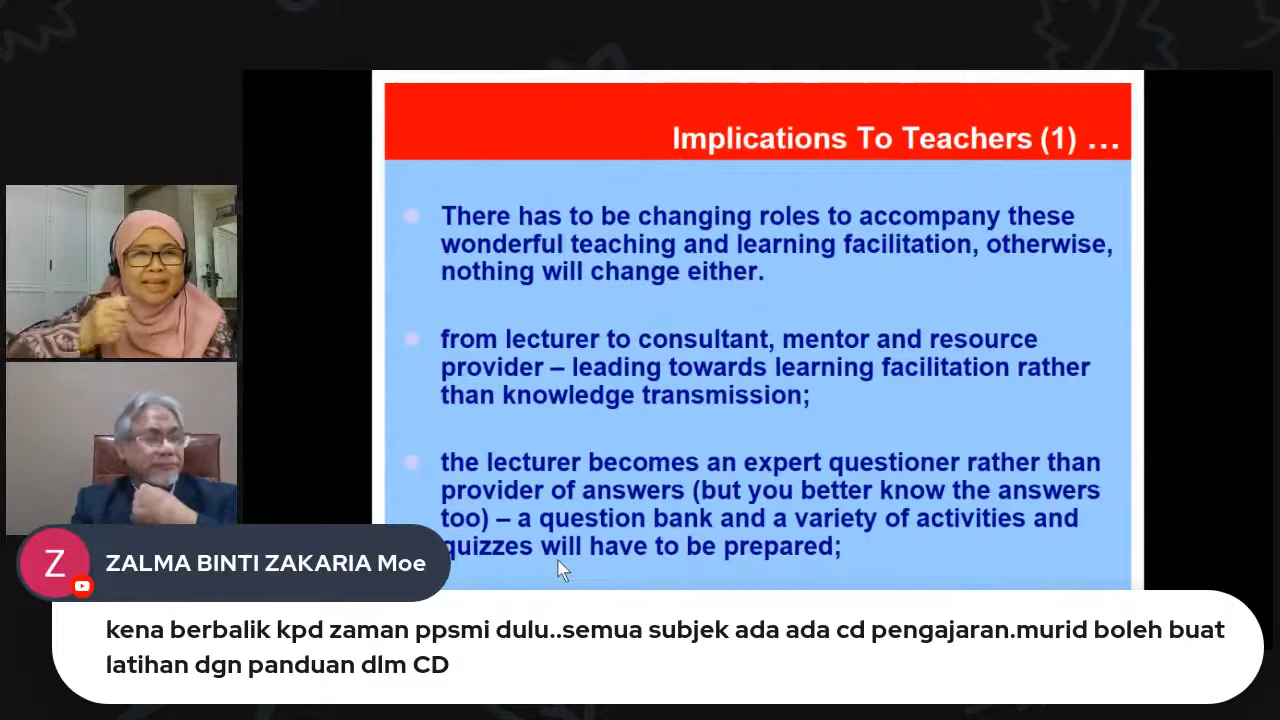 Implications To Teachers (1) ...
There has to be changing roles to accompany these
wonderful teaching and learning facilitation, otherwise,
nothing will change either.
from lecturer to consultant, mentor and resource
provider – leading towards learning facilitation rather
than knowledge transmission;
the lecturer becomes an expert questioner rather than
provider of answers (but you better know the answers
too) – a question bank and a variety of activities and
quizzes will have to be prepared;
Z
ZALMA BINTI ZAKARIA Moe
kena berbalik kpd zaman ppsmi dulu..semua subjek ada ada cd pengajaran.murid boleh buat
latihan dgn panduan dlm CD